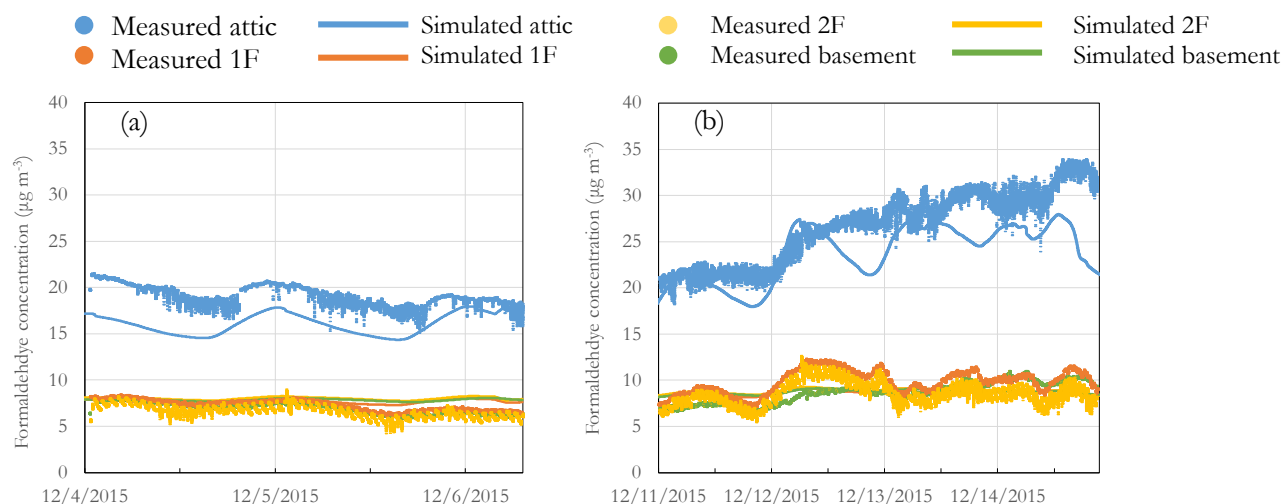 Measured attic Simulated attic Measured 2F Simulated 2F
Measured 1F Simulated 1F Measured basement Simulated basement
Formaldehdye concentration (µg m-3)
40
35
30
25
20
15
10
5
0
(a)
12/4/2015 12/5/2015 12/6/2015
Formaldehdye concentration (µg m-3)
40
35
30
25
20
15
10
5
0
(b)
12/11/2015 12/12/2015 12/13/2015 12/14/2015